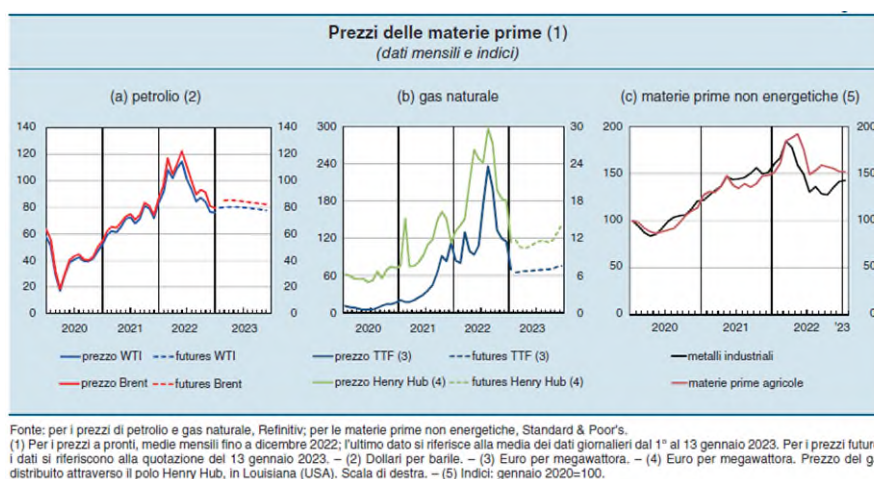 Prezzi delle materie prime (1)
(dati mensili e indici)
(a) petrolio (2)
(b) gas naturale
(c) materie prime non energetiche (5)
140 140 300 30 200 200
120 120
100 100
80 80
60 60
40 40
20 20
0 0
240 24
180 18
120 12
60 6
0 0
150 150
100 100
50 50
0
2020 2021 2022 2023
2020 2021 2022 2023
2020 2021 2022 '23
prezzo WTI futures WTI
prezzo Brent futures Brent
prezzo TTF (3) futures TTF (3)
prezzo Henry Hub (4) futures Henry Hub (4)
metalli industriali
materie prime agricole
Fonte: per i prezzi di petrolio e gas naturale, Refinitiv; per le materie prime non energetiche, Standard & Poor's.
(1) Per i prezzi a pronti, medie mensili fino a dicembre 2022; l'ultimo dato si riferisce alla media dei dati giornalieri dal 1° al 13 gennaio 2023. Per i prezzi future
i dati si riferiscono alla quotazione del 13 gennaio 2023. – (2) Dollari per barile. – (3) Euro per megawattora. – (4) Euro per megawattora. Prezzo del ga
distribuito attraverso il polo Henry Hub, in Louisiana (USA). Scala di destra. – (5) Indici: gennaio 2020=100.